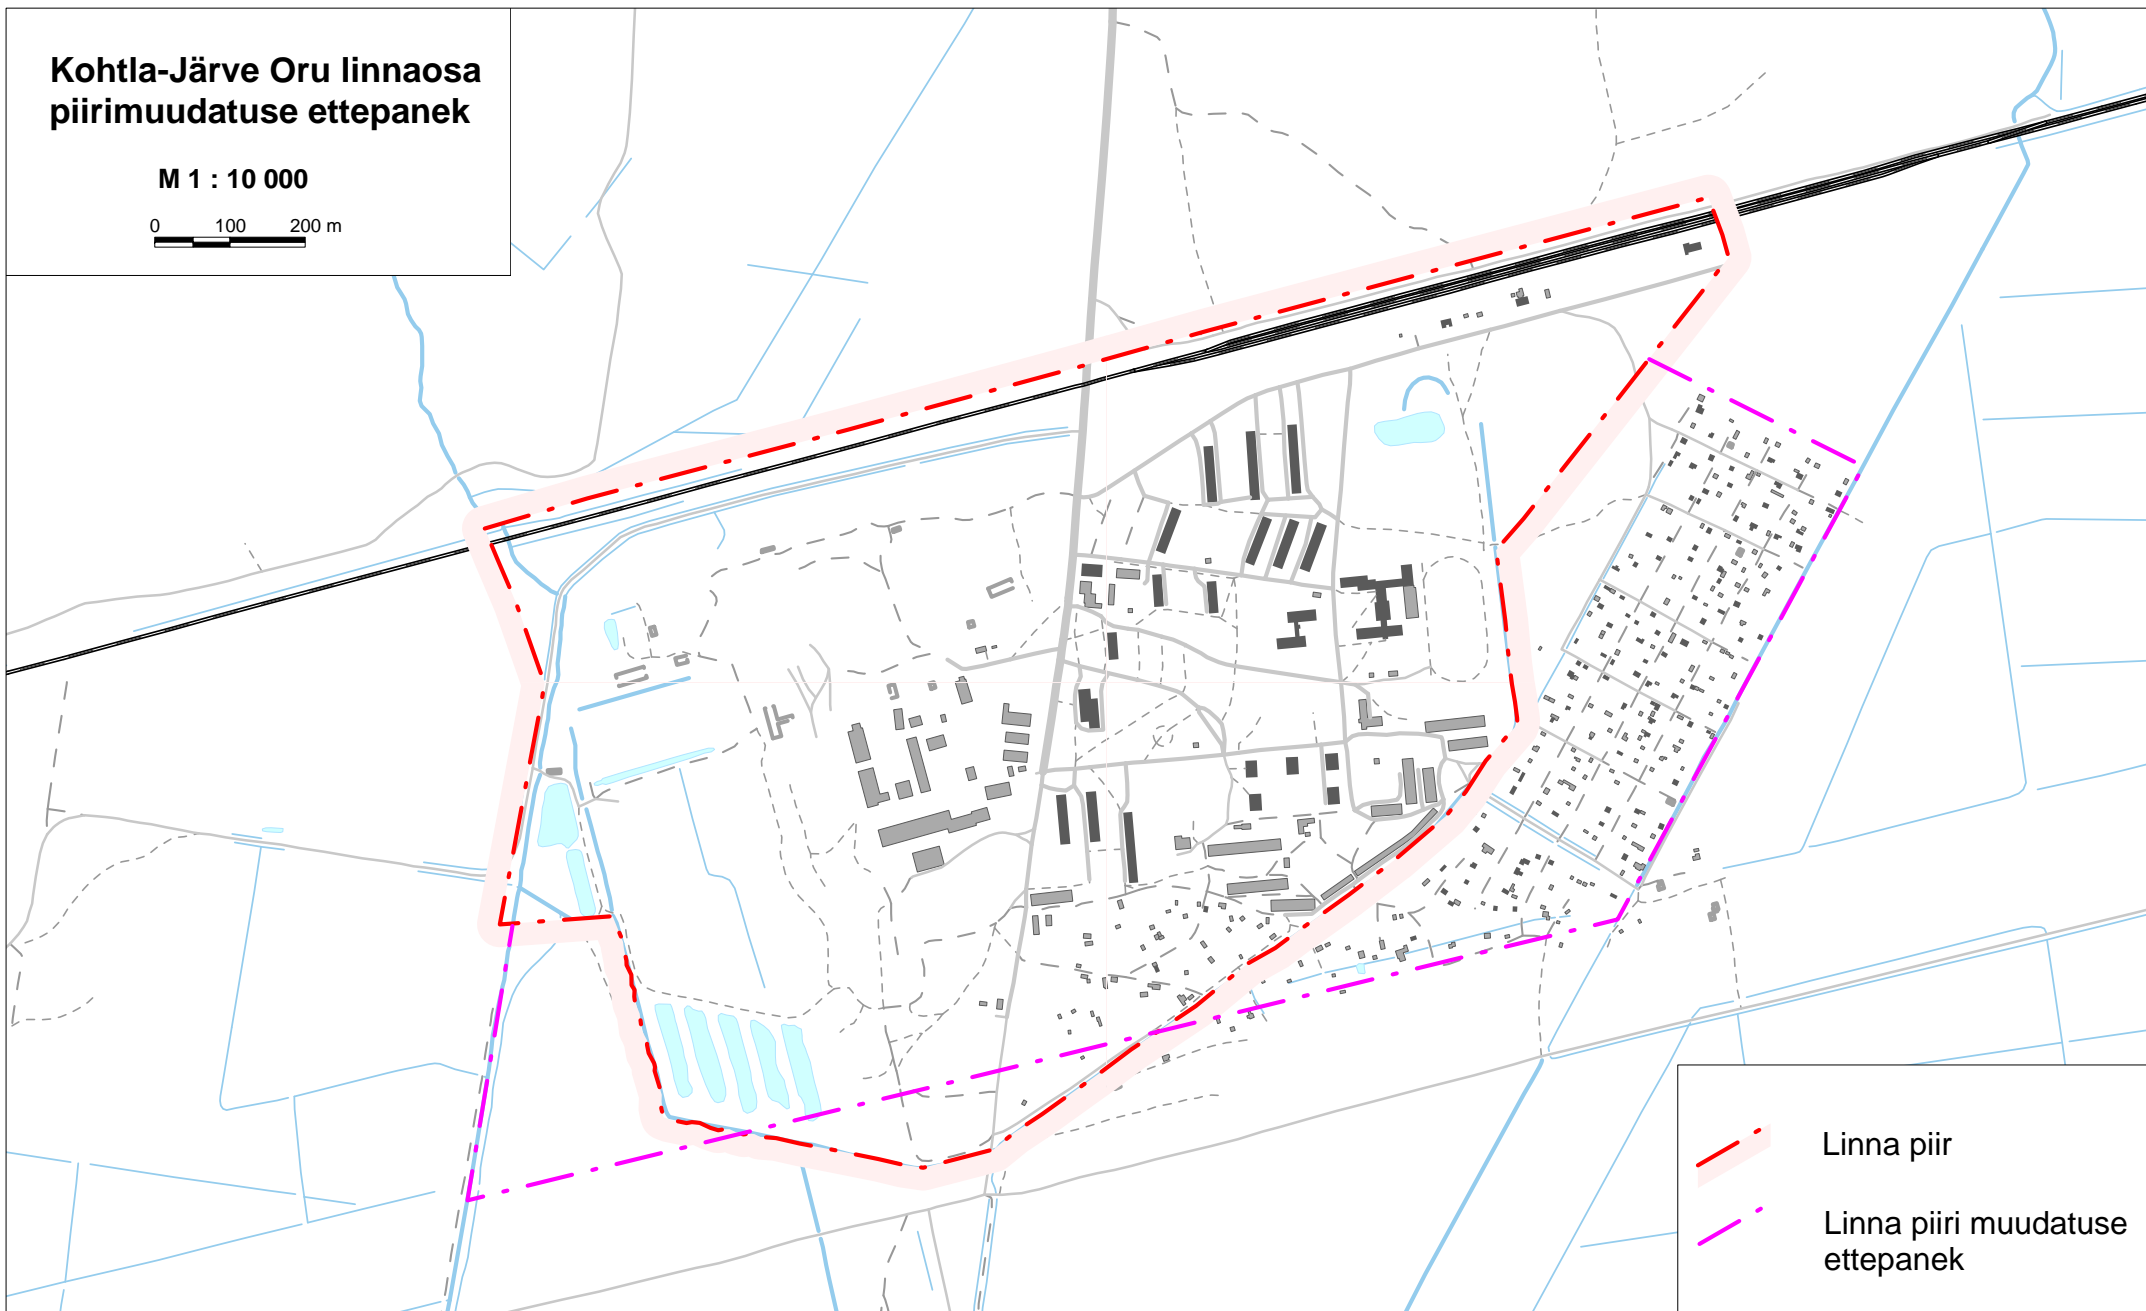 Kohtla-Järve Oru linnaosa
piirimuudatuse ettepanek
M 1 : 10 000
0 100 200 m
Linna piir
Linna piiri muudatuse
ettepanek